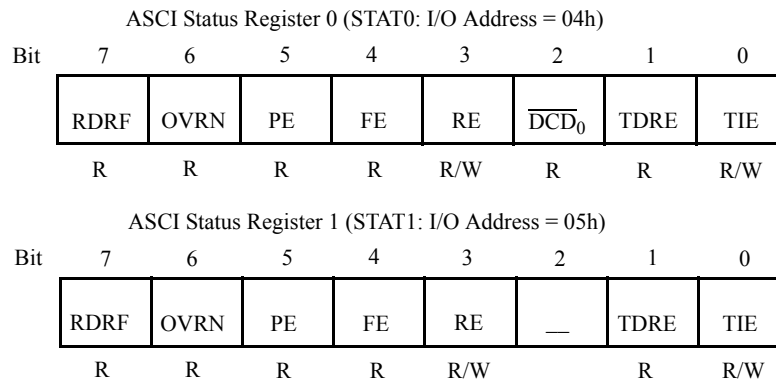 ASCI Status Register 0 (STAT0: I/O Address = 04h)
Bit 7 6 5 4 3 2 1 0
RDRF OVRN PE FE RE D̅C̅D̅₀ TDRE TIE
R R R R R/W R R R/W
ASCI Status Register 1 (STAT1: I/O Address = 05h)
Bit 7 6 5 4 3 2 1 0
RDRF OVRN PE FE RE __ TDRE TIE
R R R R R/W R R/W